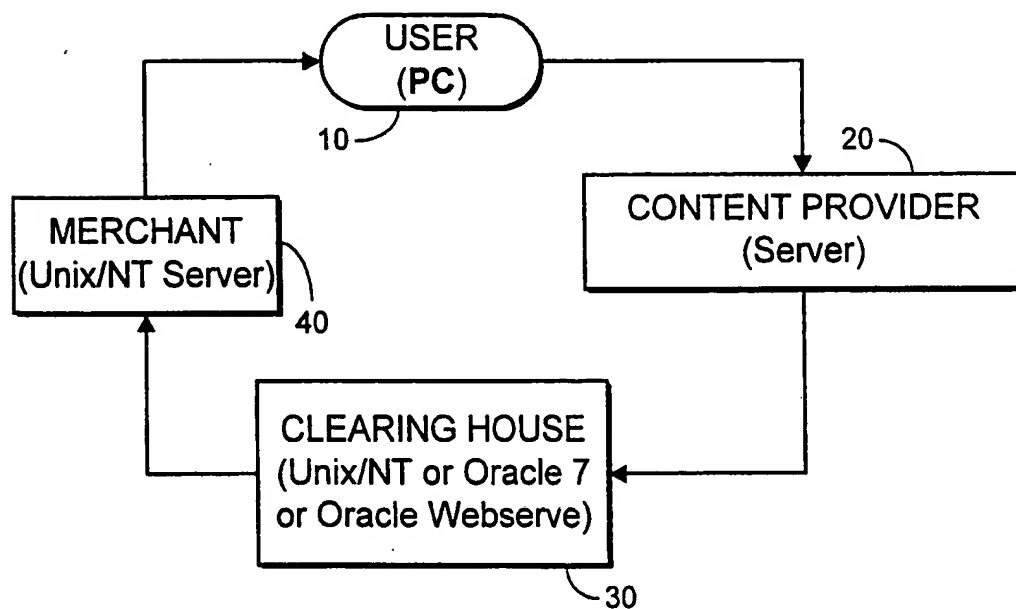 USER
(PC)
10
20
CONTENT PROVIDER
(Server)
MERCHANT
(Unix/NT Server)
40
CLEARING HOUSE
(Unix/NT or Oracle 7
or Oracle Webserve)
30